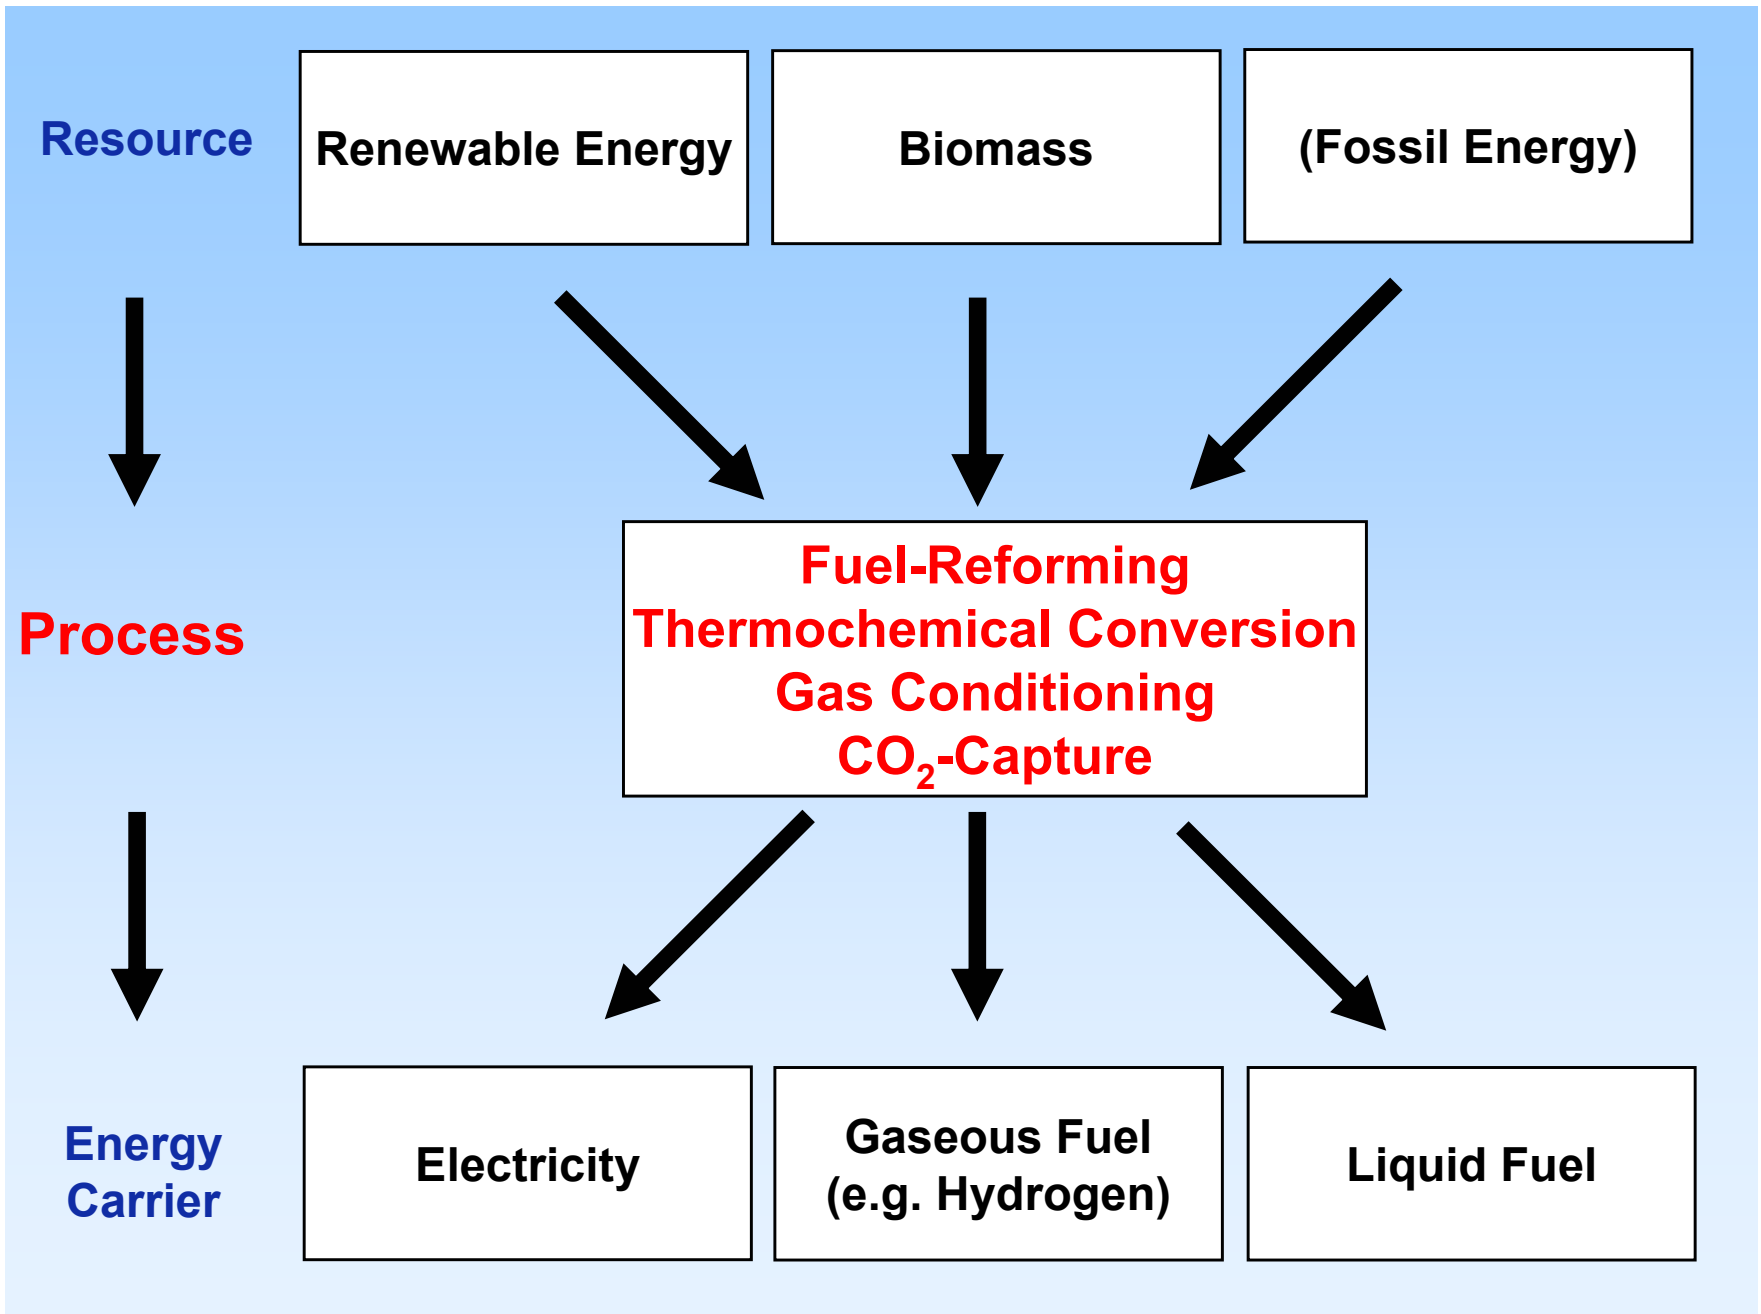 Resource
Renewable Energy
Biomass
(Fossil Energy)
Process
Fuel-Reforming
Thermochemical Conversion
Gas Conditioning
CO₂-Capture
Energy
Carrier
Electricity
Gaseous Fuel
(e.g. Hydrogen)
Liquid Fuel